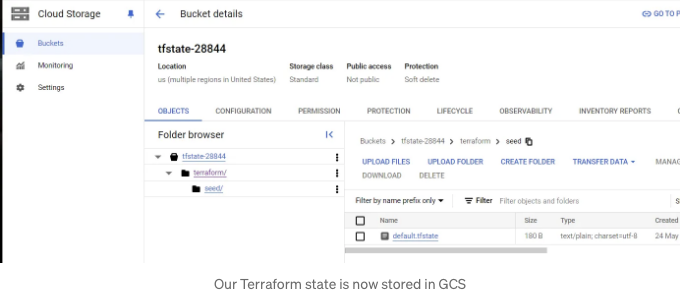 Cloud Storage
Bucket details
GO TO P
tfstate-28844
Location Storage class Public access Protection
us (multiple regions in United States) Standard Not public Soft delete
Buckets
Monitoring
Settings
OBJECTS CONFIGURATION PERMISSION PROTECTION LIFECYCLE OBSERVABILITY INVENTORY REPORTS
Folder browser
tfstate-28844
terraform/
seed/
Buckets > tfstate-28844 > terraform > seed
UPLOAD FILES UPLOAD FOLDER CREATE FOLDER TRANSFER DATA MANAG
DOWNLOAD DELETE
Filter by name prefix only Filter Filter objects and folders S
Name Size Type Created
default.tfstate 180 B text/plain; charset=utf-8 24 May
Our Terraform state is now stored in GCS